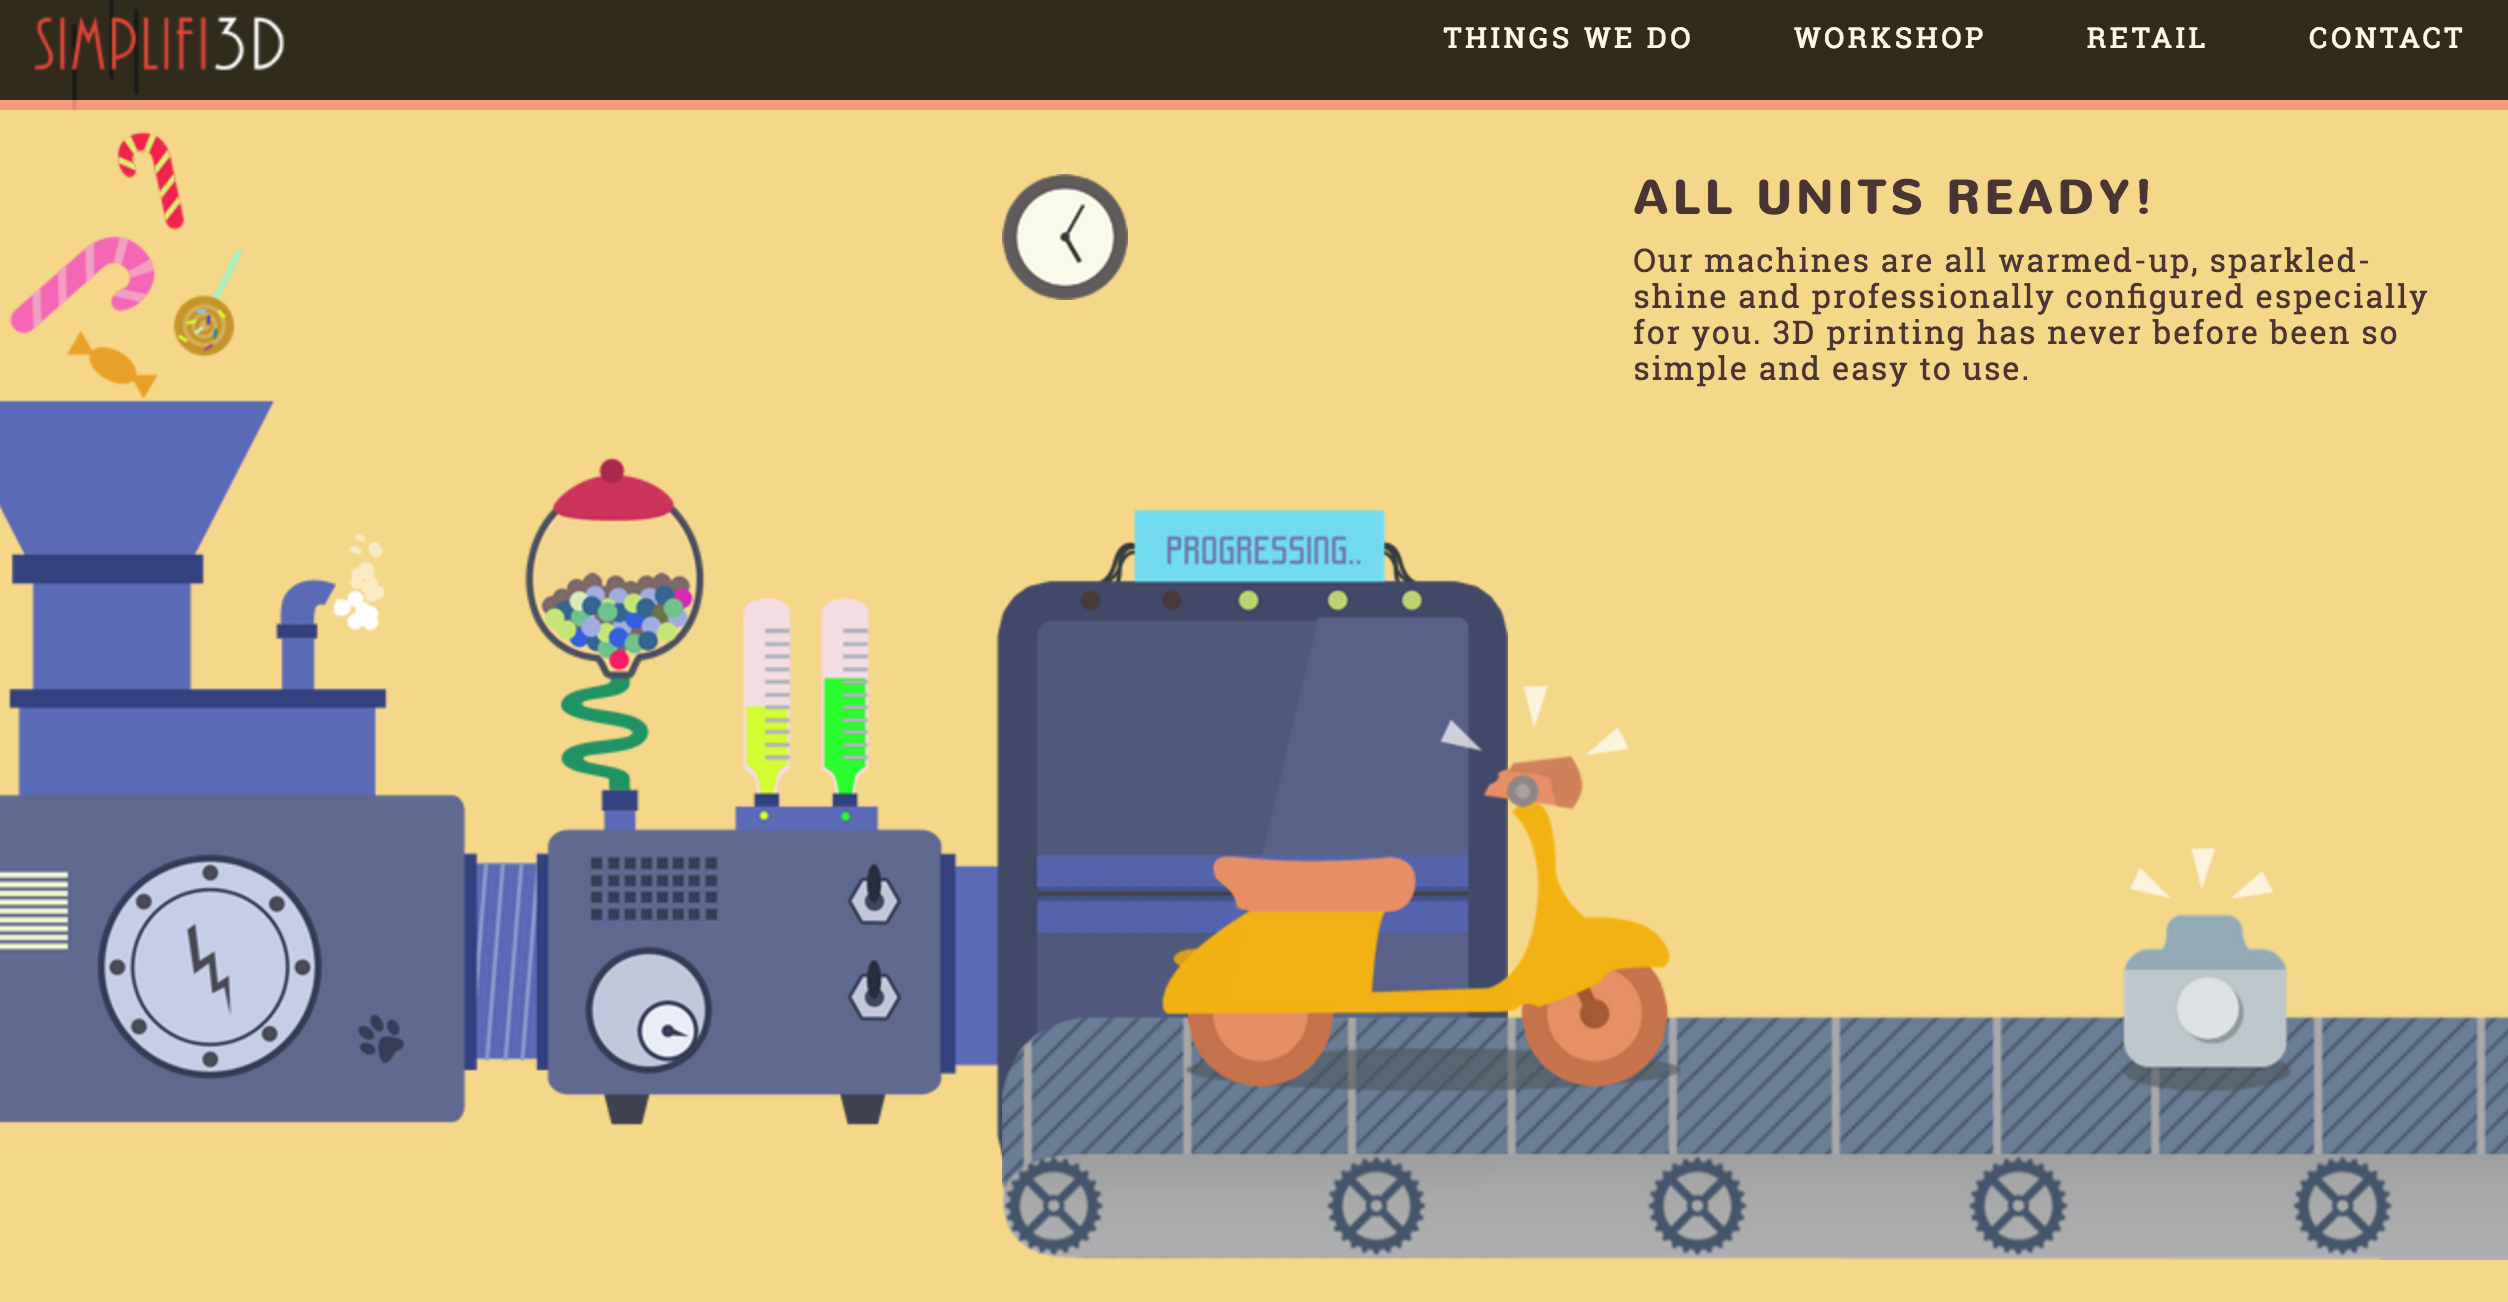 SIMPLIFI3D
THINGS WE DO
WORKSHOP
RETAIL
CONTACT
ALL UNITS READY!
Our machines are all warmed-up, sparkled-
shine and professionally configured especially
for you. 3D printing has never before been so
simple and easy to use.
PROGRESSING..